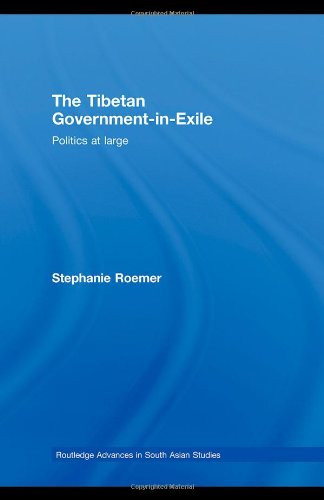 The Tibetan
Government-in-Exile
Politics at large
Stephanie Roemer
Routledge Advances in South Asian Studies